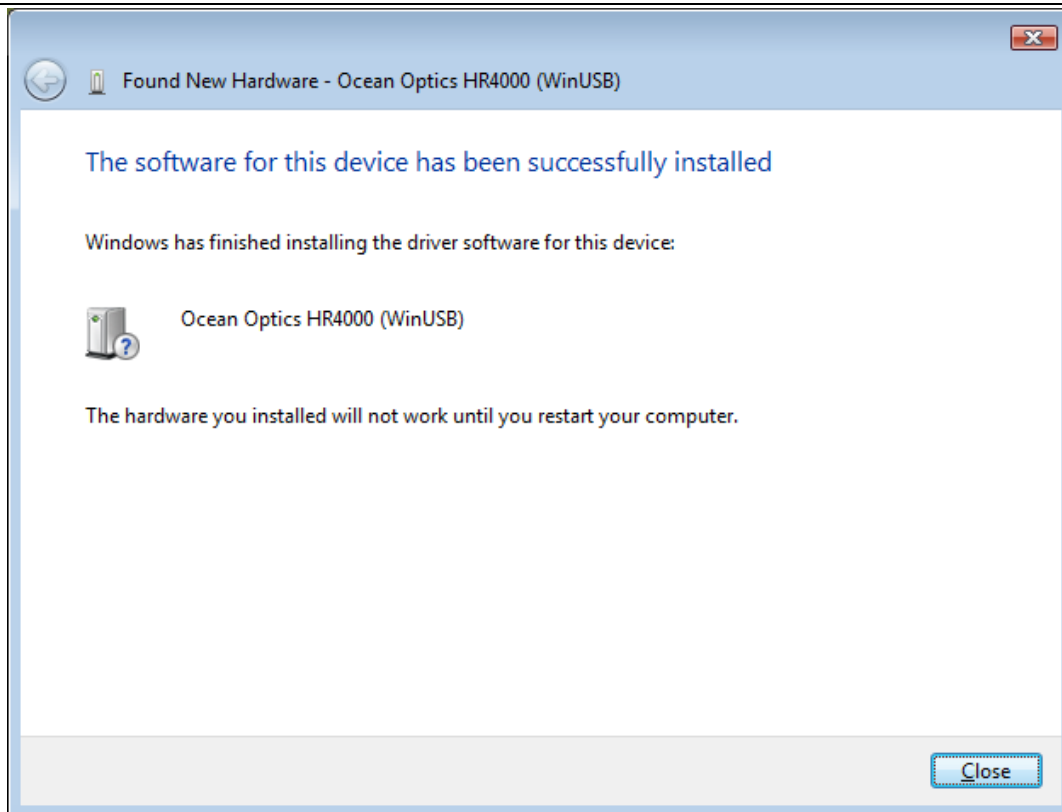 Found New Hardware - Ocean Optics HR4000 (WinUSB)
The software for this device has been successfully installed
Windows has finished installing the driver software for this device:
Ocean Optics HR4000 (WinUSB)
The hardware you installed will not work until you restart your computer.
Close